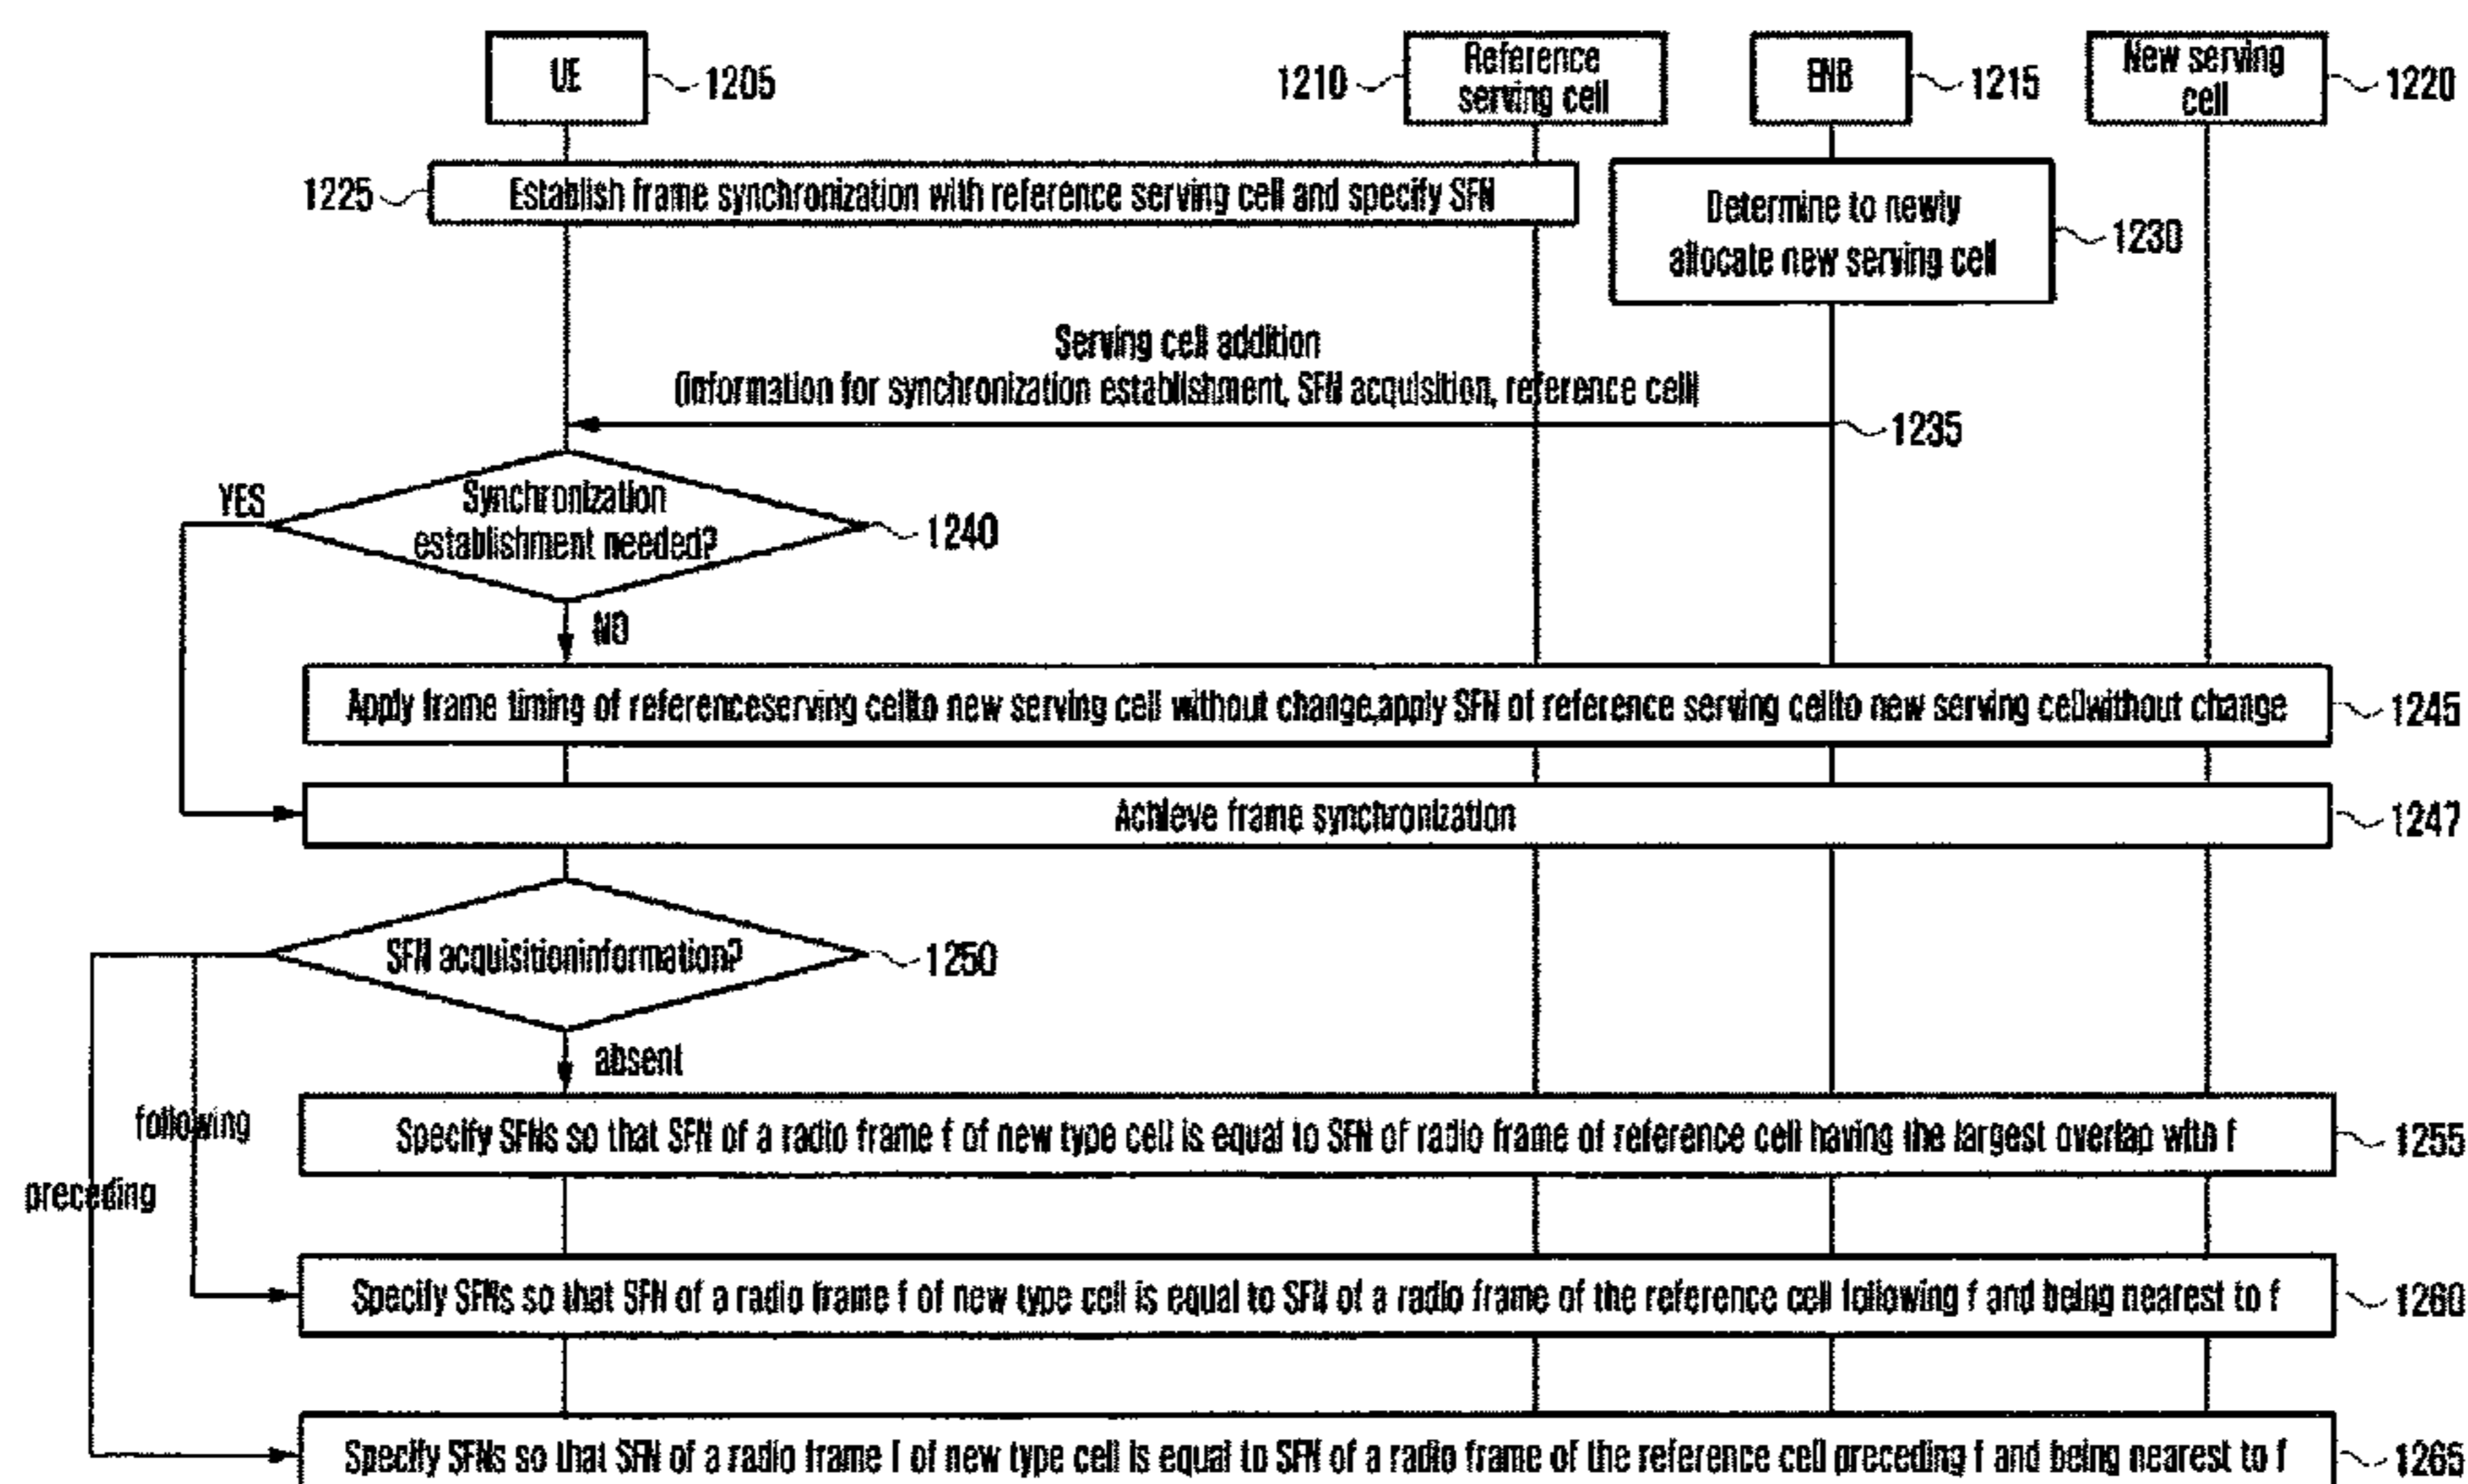 UE
1205
1210
Reference
serving cell
ENB
1215
New serving
cell
1220
1225
Establish frame synchronization with reference serving cell and specify SFN
Determine to newly
allocate new serving cell
1230
Serving cell addition
(information for synchronization establishment, SFN acquisition, reference cell)
1235
YES
Synchronization
establishment needed?
1240
NO
Apply frame timing of referenceserving cellto new serving cell without change,apply SFN of reference serving cellto new serving cellwithout change
1245
Achieve frame synchronization
1247
SFN acquisitioninformation?
1250
absent
following
preceding
Specify SFNs so that SFN of a radio frame f of new type cell is equal to SFN of radio frame of reference cell having the largest overlap with f
1255
Specify SFNs so that SFN of a radio frame f of new type cell is equal to SFN of a radio frame of the reference cell following f and being nearest to f
1260
Specify SFNs so that SFN of a radio frame f of new type cell is equal to SFN of a radio frame of the reference cell preceding f and being nearest to f
1265